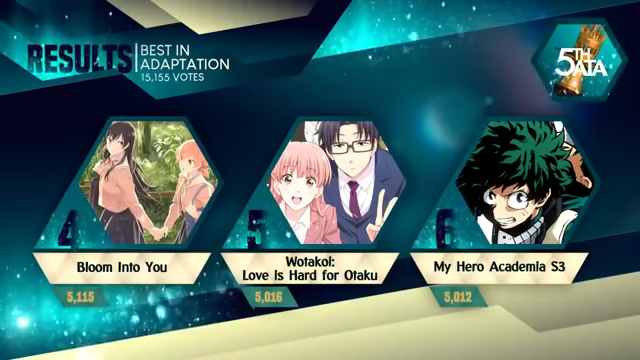 RESULTS
BEST IN
ADAPTATION
15,155 VOTES
5TH
ATA
4
5
6
Bloom Into You
Wotakoi:
Love is Hard for Otaku
My Hero Academia S3
5,115
5,016
5,012